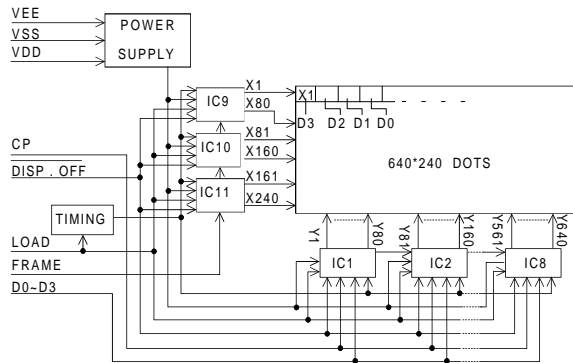 VEE
VSS
VDD
POWER
SUPPLY
IC9
X1
X80
IC10
X81
X160
IC11
X161
X240
X1
D3 D2 D1 D0
640*240 DOTS
CP
DISP.OFF
TIMING
LOAD
FRAME
D0~D3
Y1
Y80
Y81
Y160
Y561
Y640
IC1
IC2
IC8